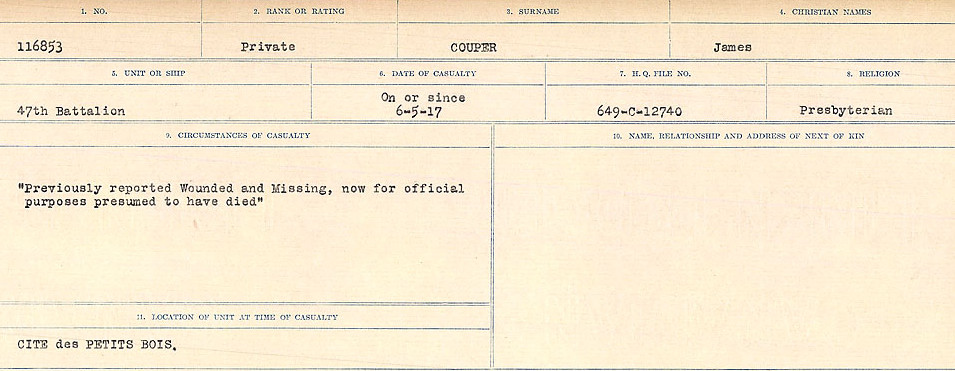 1. NO.
2. RANK OR RATING
3. SURNAME
4. CHRISTIAN NAMES
116853
Private
COUPER
James
5. UNIT OR SHIP
6. DATE OF CASUALTY
7. H.Q. FILE NO.
8. RELIGION
47th Battalion
On or since
6-5-17
649-C-12740
Presbyterian
9. CIRCUMSTANCES OF CASUALTY
10. NAME, RELATIONSHIP AND ADDRESS OF NEXT OF KIN
"Previously reported Wounded and Missing, now for official
purposes presumed to have died"
11. LOCATION OF UNIT AT TIME OF CASUALTY
CITE des PETITS BOIS.